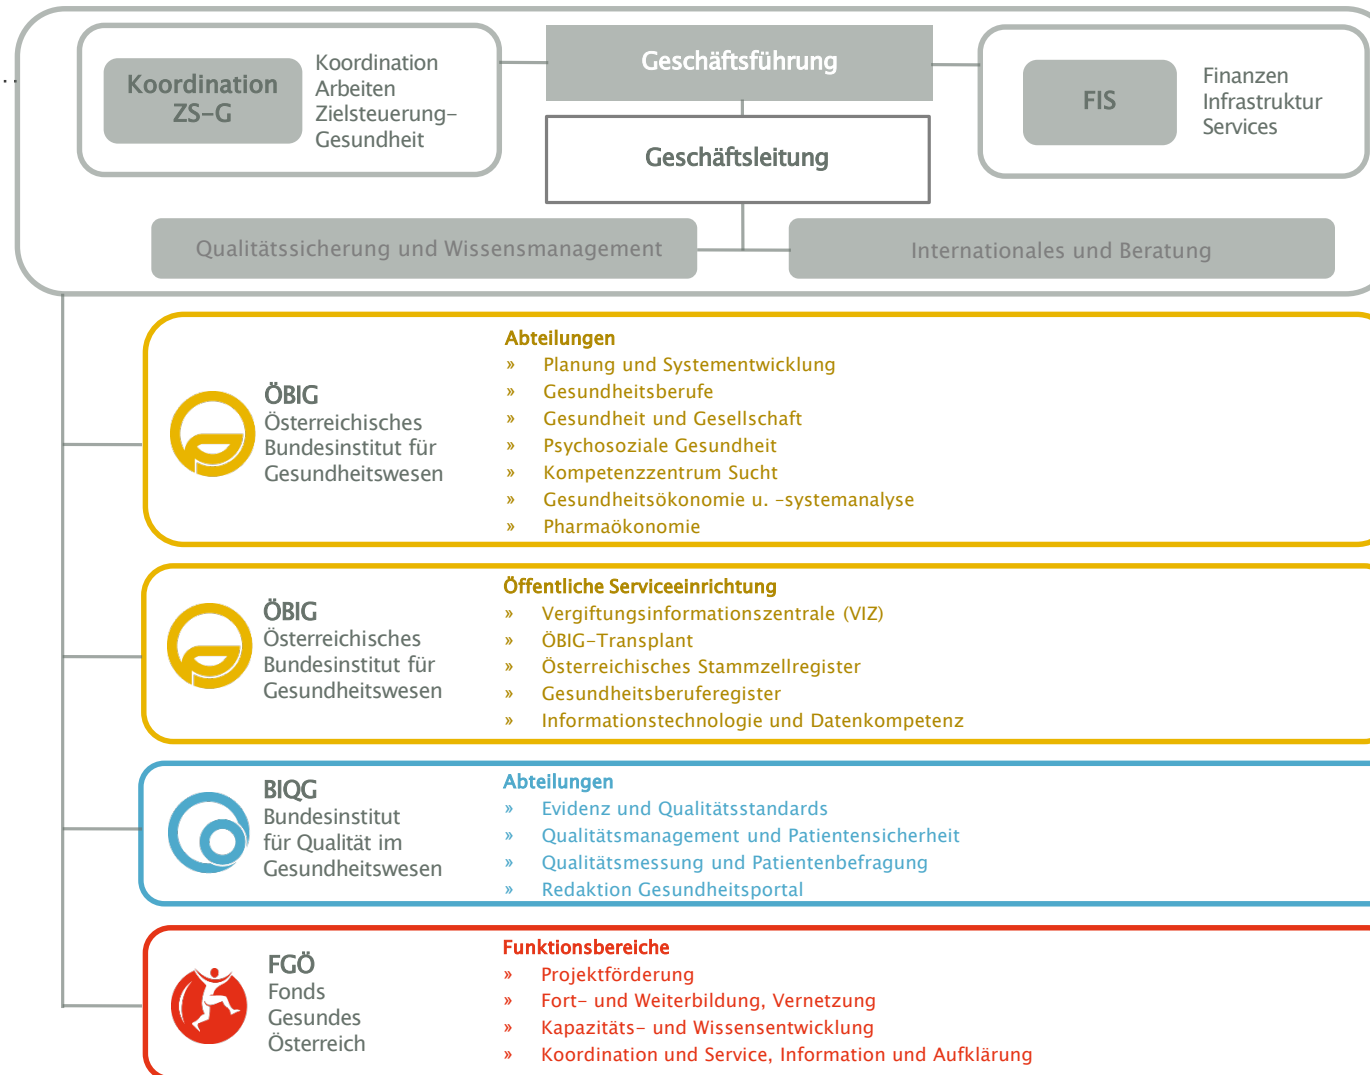 Koordination
ZS-G
Koordination
Arbeiten
Zielsteuerung-
Gesundheit
Geschäftsführung
FIS
Finanzen
Infrastruktur
Services
Geschäftsleitung
Qualitätssicherung und Wissensmanagement
Internationales und Beratung
ÖBIG
Österreichisches
Bundesinstitut für
Gesundheitswesen
Abteilungen
» Planung und Systementwicklung
» Gesundheitsberufe
» Gesundheit und Gesellschaft
» Psychosoziale Gesundheit
» Kompetenzzentrum Sucht
» Gesundheitsökonomie u. -systemanalyse
» Pharmaökonomie
ÖBIG
Österreichisches
Bundesinstitut für
Gesundheitswesen
Öffentliche Serviceeinrichtung
» Vergiftungsinformationszentrale (VIZ)
» ÖBIG-Transplant
» Österreichisches Stammzellregister
» Gesundheitsberuferegister
» Informationstechnologie und Datenkompetenz
BIQG
Bundesinstitut
für Qualität im
Gesundheitswesen
Abteilungen
» Evidenz und Qualitätsstandards
» Qualitätsmanagement und Patientensicherheit
» Qualitätsmessung und Patientenbefragung
» Redaktion Gesundheitsportal
FGÖ
Fonds
Gesundes
Österreich
Funktionsbereiche
» Projektförderung
» Fort- und Weiterbildung, Vernetzung
» Kapazitäts- und Wissensentwicklung
» Koordination und Service, Information und Aufklärung